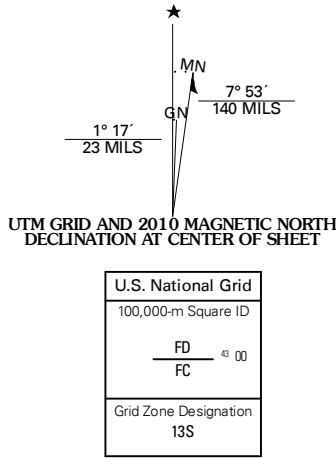 ★
MN
7° 53´
140 MILS
GN
1° 17´
23 MILS
UTM GRID AND 2010 MAGNETIC NORTH
DECLINATION AT CENTER OF SHEET
U.S. National Grid
100,000-m Square ID
FD
43 00
FC
Grid Zone Designation
13S